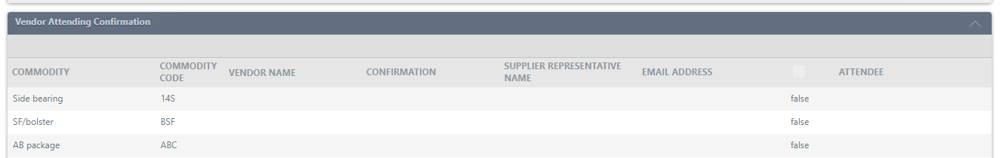 Vendor Attending Confirmation
COMMODITY COMMODITY CODE VENDOR NAME CONFIRMATION SUPPLIER REPRESENTATIVE NAME EMAIL ADDRESS ATTENDEE
Side bearing 14S false
SF/bolster BSF false
AB package ABC false